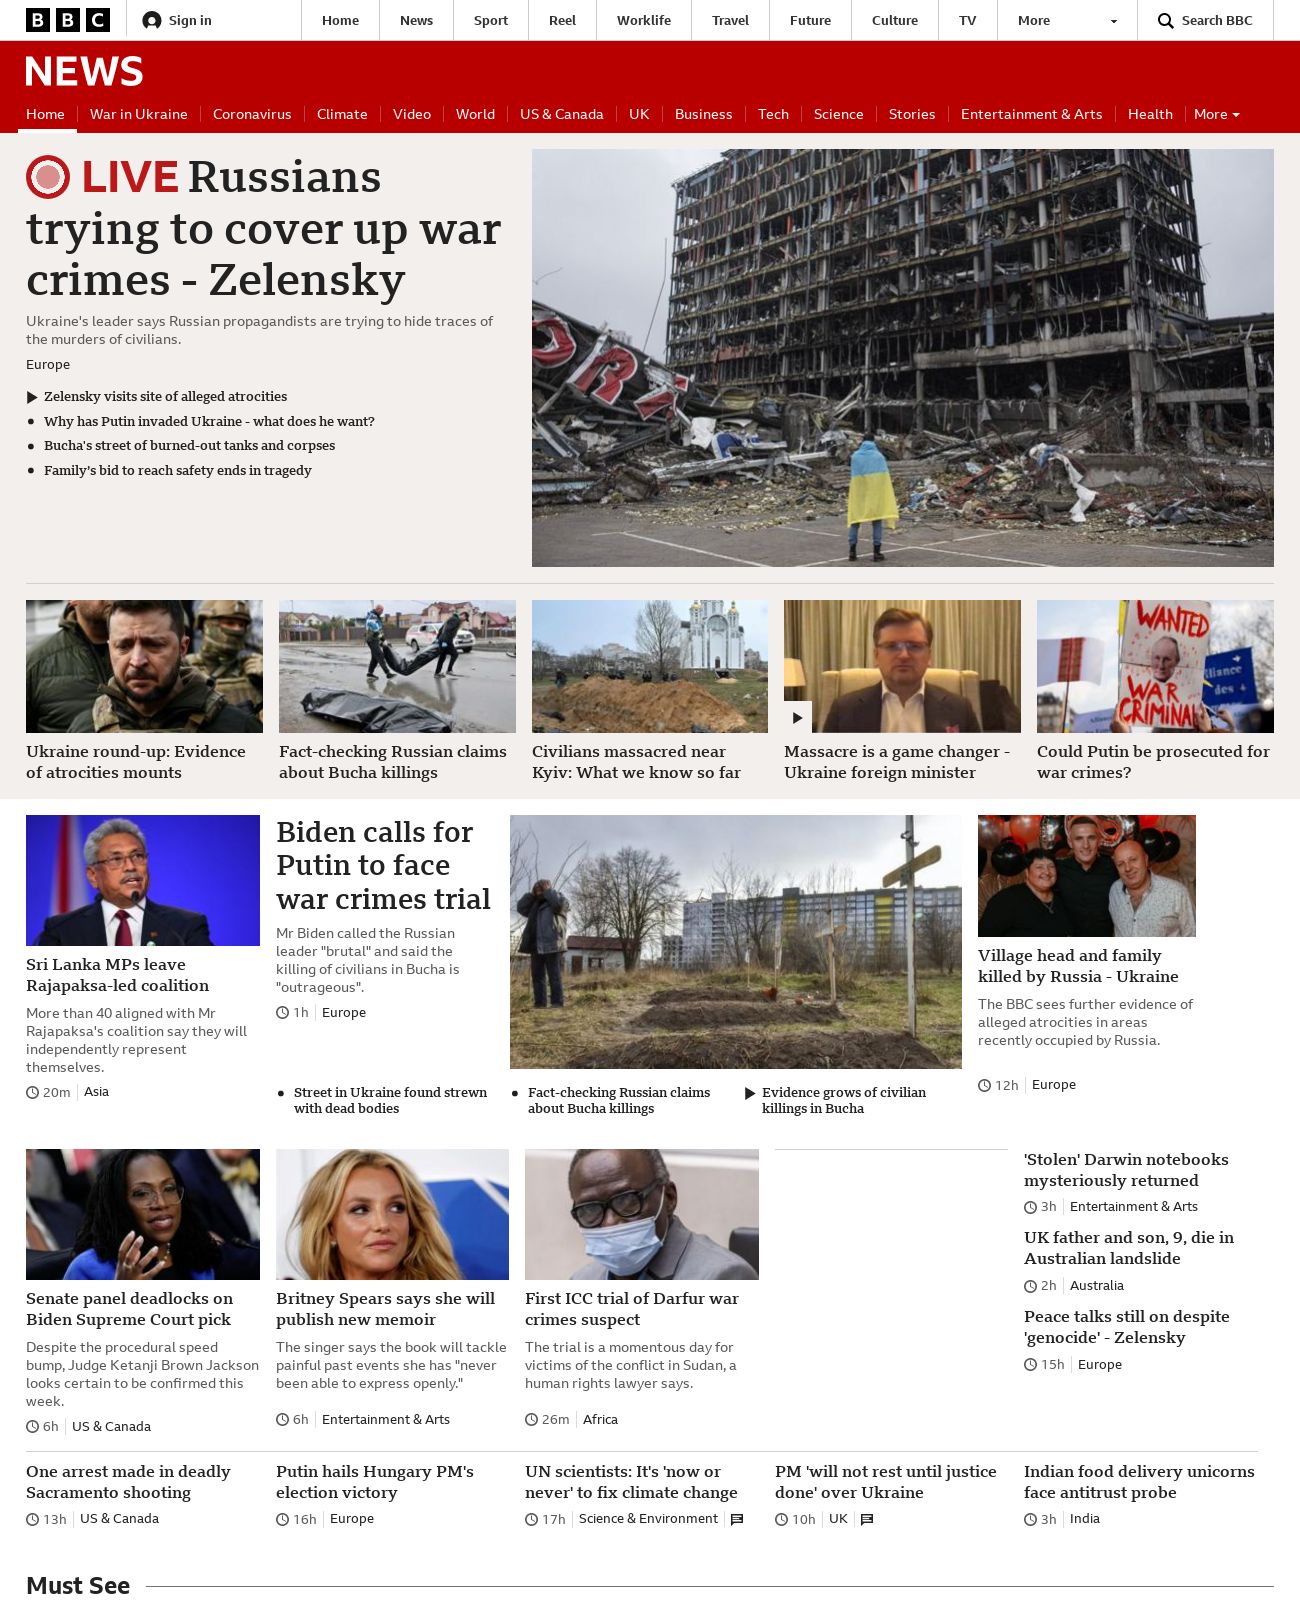 BBC
Sign in
Home
News
Sport
Reel
Worklife
Travel
Future
Culture
TV
More
Search BBC
NEWS
Home
War in Ukraine
Coronavirus
Climate
Video
World
US & Canada
UK
Business
Tech
Science
Stories
Entertainment & Arts
Health
More
LIVE Russians
trying to cover up war
crimes - Zelensky
Ukraine's leader says Russian propagandists are trying to hide traces of
the murders of civilians.
Europe
Zelensky visits site of alleged atrocities
Why has Putin invaded Ukraine - what does he want?
Bucha's street of burned-out tanks and corpses
Family's bid to reach safety ends in tragedy
Ukraine round-up: Evidence
of atrocities mounts
Fact-checking Russian claims
about Bucha killings
Civilians massacred near
Kyiv: What we know so far
Massacre is a game changer -
Ukraine foreign minister
WANTED
WAR
CRIMINAL
Could Putin be prosecuted for
war crimes?
Sri Lanka MPs leave
Rajapaksa-led coalition
More than 40 aligned with Mr
Rajapaksa's coalition say they will
independently represent
themselves.
20m
Asia
Biden calls for
Putin to face
war crimes trial
Mr Biden called the Russian
leader "brutal" and said the
killing of civilians in Bucha is
"outrageous".
1h
Europe
Street in Ukraine found strewn
with dead bodies
Fact-checking Russian claims
about Bucha killings
Evidence grows of civilian
killings in Bucha
Village head and family
killed by Russia - Ukraine
The BBC sees further evidence of
alleged atrocities in areas
recently occupied by Russia.
12h
Europe
Senate panel deadlocks on
Biden Supreme Court pick
Despite the procedural speed
bump, Judge Ketanji Brown Jackson
looks certain to be confirmed this
week.
6h
US & Canada
Britney Spears says she will
publish new memoir
The singer says the book will tackle
painful past events she has "never
been able to express openly."
6h
Entertainment & Arts
First ICC trial of Darfur war
crimes suspect
The trial is a momentous day for
victims of the conflict in Sudan, a
human rights lawyer says.
26m
Africa
'Stolen' Darwin notebooks
mysteriously returned
3h
Entertainment & Arts
UK father and son, 9, die in
Australian landslide
2h
Australia
Peace talks still on despite
'genocide' - Zelensky
15h
Europe
One arrest made in deadly
Sacramento shooting
13h
US & Canada
Putin hails Hungary PM's
election victory
16h
Europe
UN scientists: It's 'now or
never' to fix climate change
17h
Science & Environment
PM 'will not rest until justice
done' over Ukraine
10h
UK
Indian food delivery unicorns
face antitrust probe
3h
India
Must See